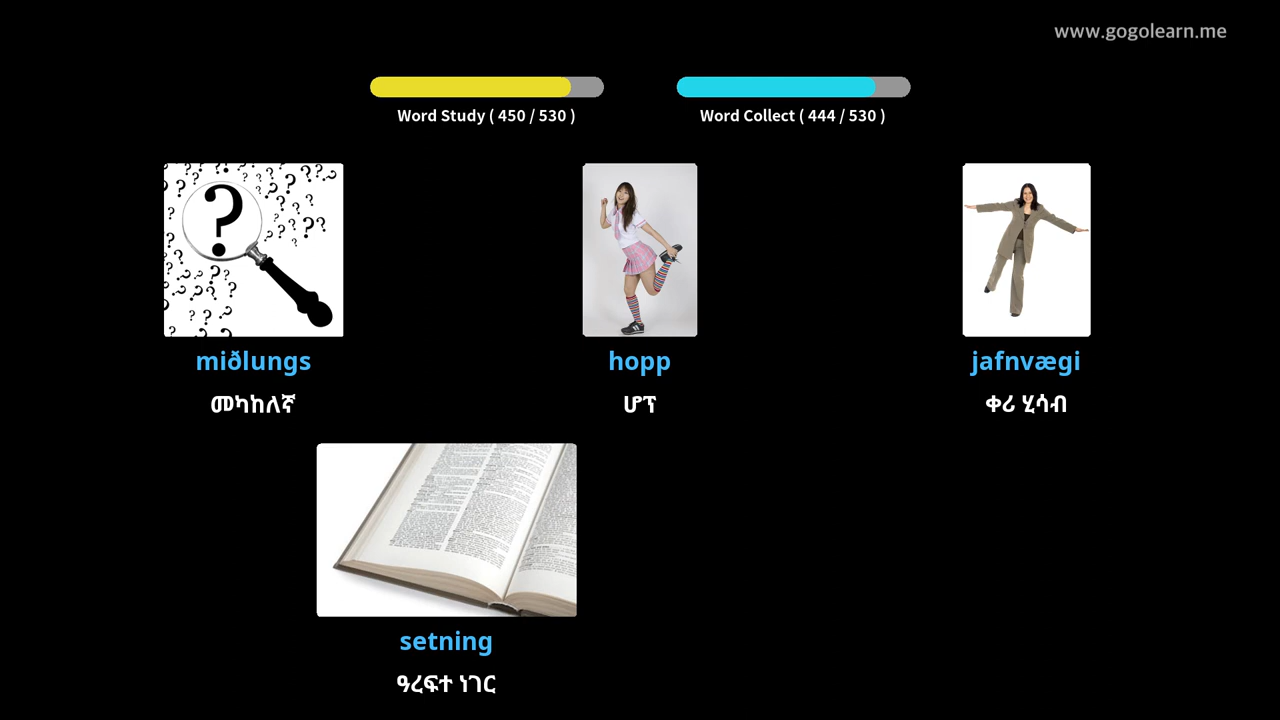 www.gogolearn.me
Word Study ( 450 / 530 )
Word Collect ( 444 / 530 )
miðlungs
መካከለኛ
hopp
ሆፕ
jafnvægi
ቀሪ ሂሳብ
setning
ዓረፍተ ነገር